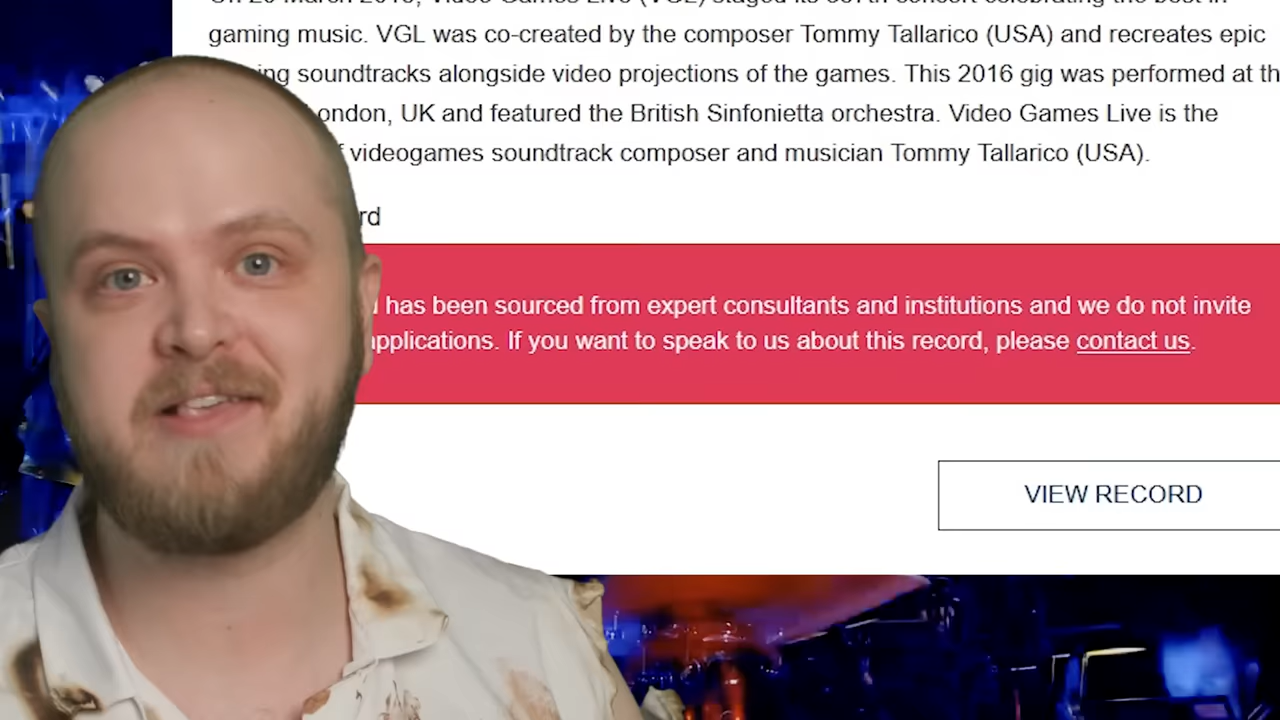 gaming music. VGL was co-created by the composer Tommy Tallarico (USA) and recreates epic
soundtracks alongside video projections of the games. This 2016 gig was performed at
UK and featured the British Sinfonietta orchestra. Video Games Live is the
videogames soundtrack composer and musician Tommy Tallarico (USA).
has been sourced from expert consultants and institutions and we do not invite
If you want to speak to us about this record, please contact us.
VIEW RECORD